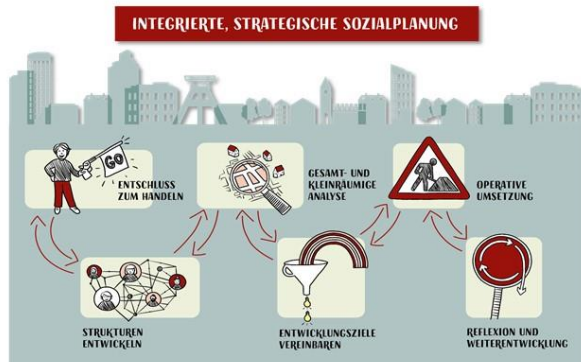 INTEGRIERTE, STRATEGISCHE SOZIALPLANUNG
GO
ENTSCHLUSS
ZUM HANDELN
GESAMT- UND
KLEINRÄUMIGE
ANALYSE
OPERATIVE
UMSETZUNG
STRUKTUREN
ENTWICKELN
ENTWICKLUNGSZIELE
VEREINBAREN
REFLEXION UND
WEITERENTWICKLUNG